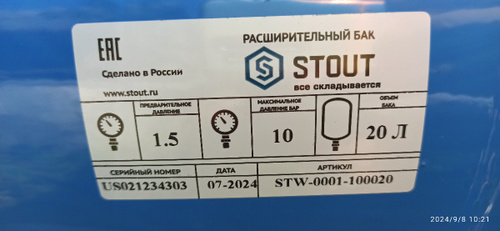 EAC
РАСШИРИТЕЛЬНЫЙ БАК
STOUT
все складывается
Сделано в России
www.stout.ru
ПРЕДВАРИТЕЛЬНОЕ ДАВЛЕНИЕ
1.5
МАКСИМАЛЬНОЕ ДАВЛЕНИЕ БАР
10
ОБЪЕМ БАКА
20 Л
СЕРИЙНЫЙ НОМЕР
US021234303
ДАТА
07-2024
АРТИКУЛ
STW-0001-100020
2024/9/8 10:21